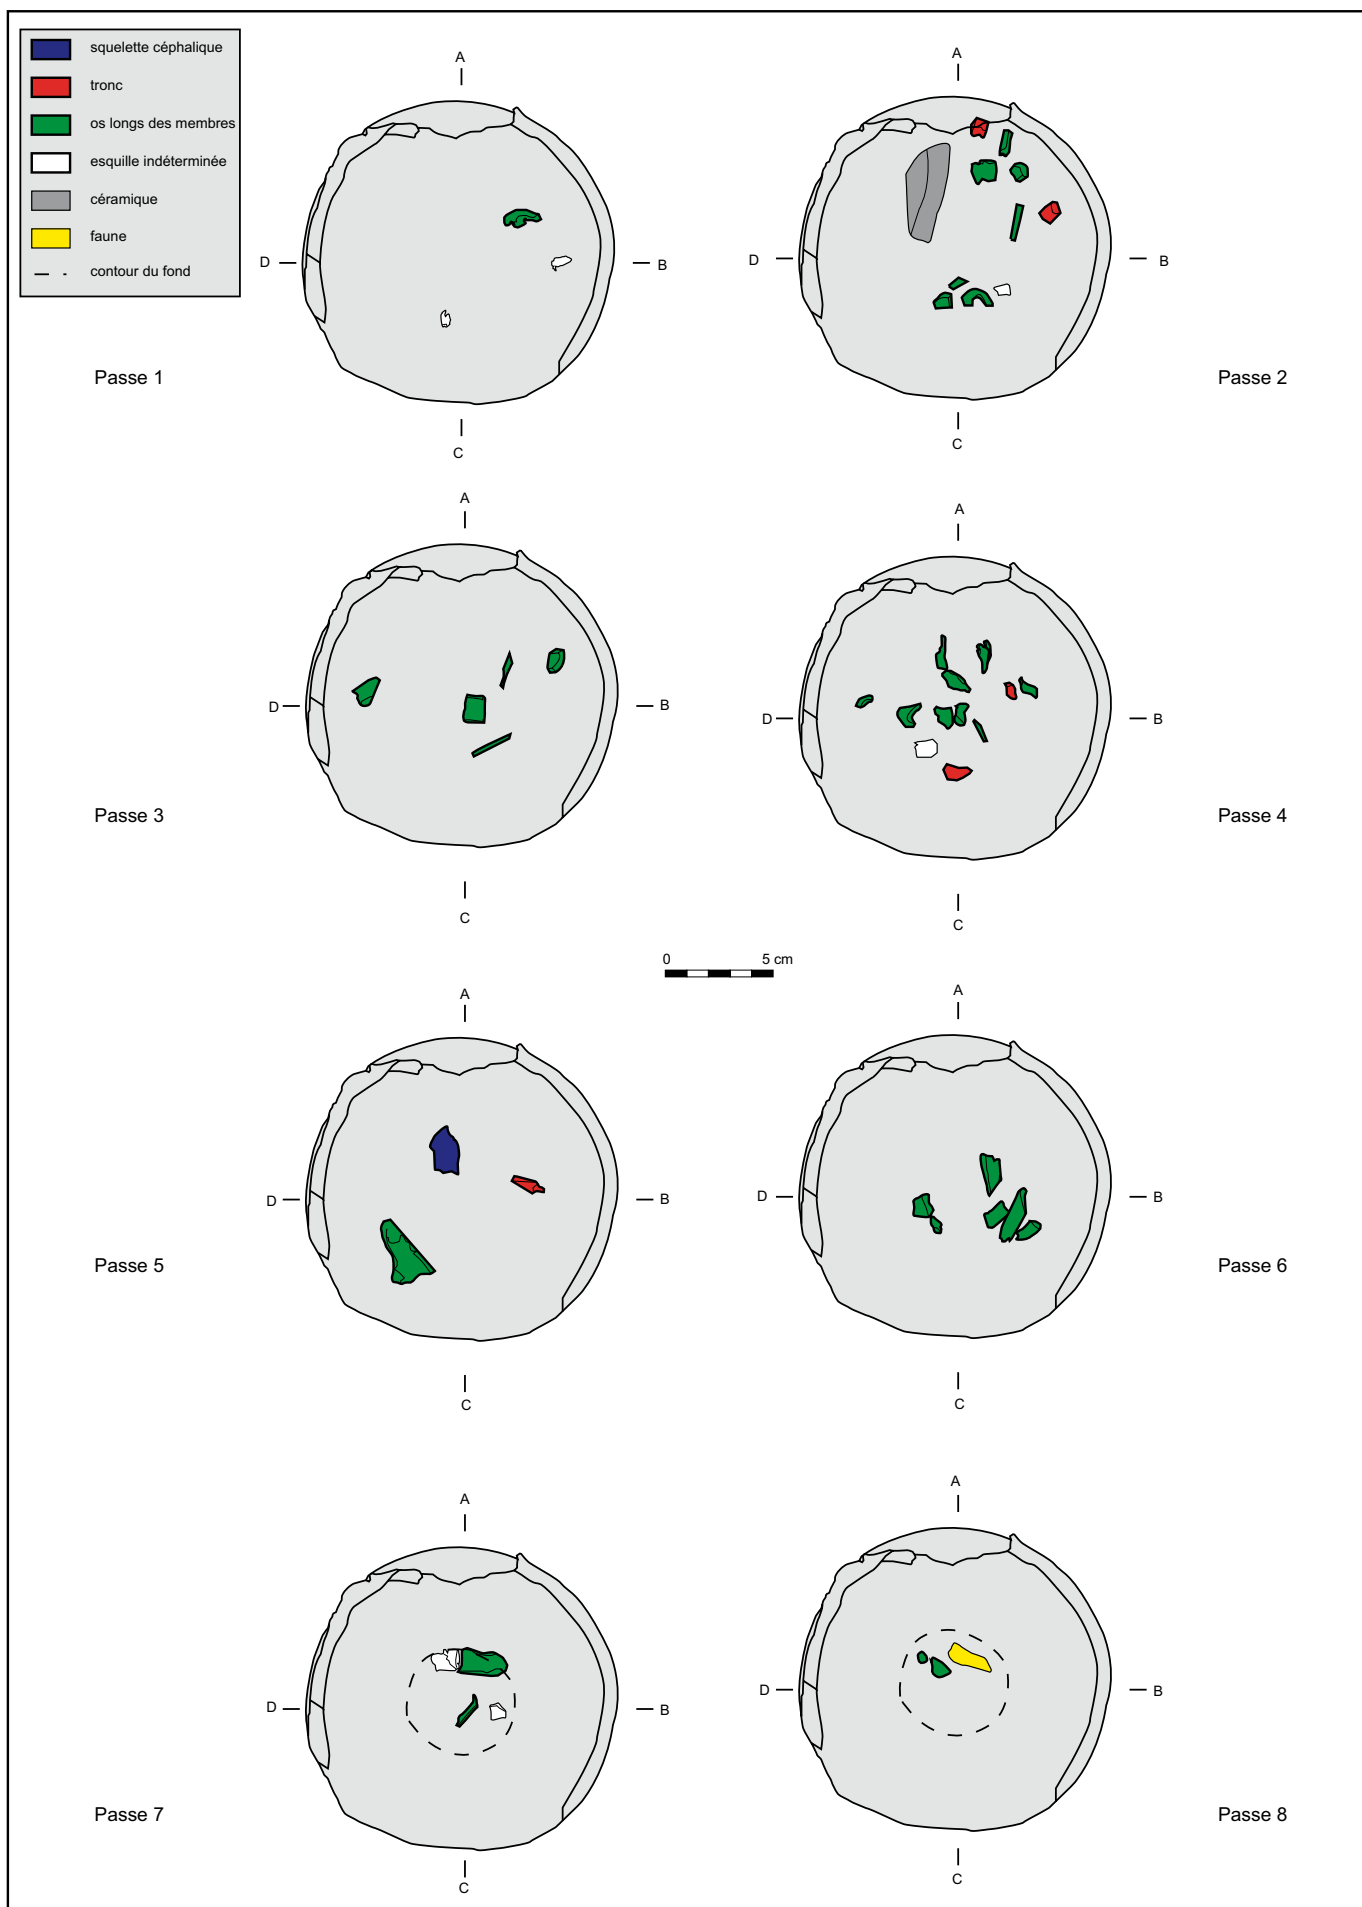 squelette céphalique
tronc
os longs des membres
esquille indéterminée
céramique
faune
contour du fond
A
D
B
C
Passe 1
A
D
B
C
Passe 2
A
D
B
C
Passe 3
A
D
B
C
Passe 4
0 5 cm
A
D
B
C
Passe 5
A
D
B
C
Passe 6
A
D
B
C
Passe 7
A
D
B
C
Passe 8